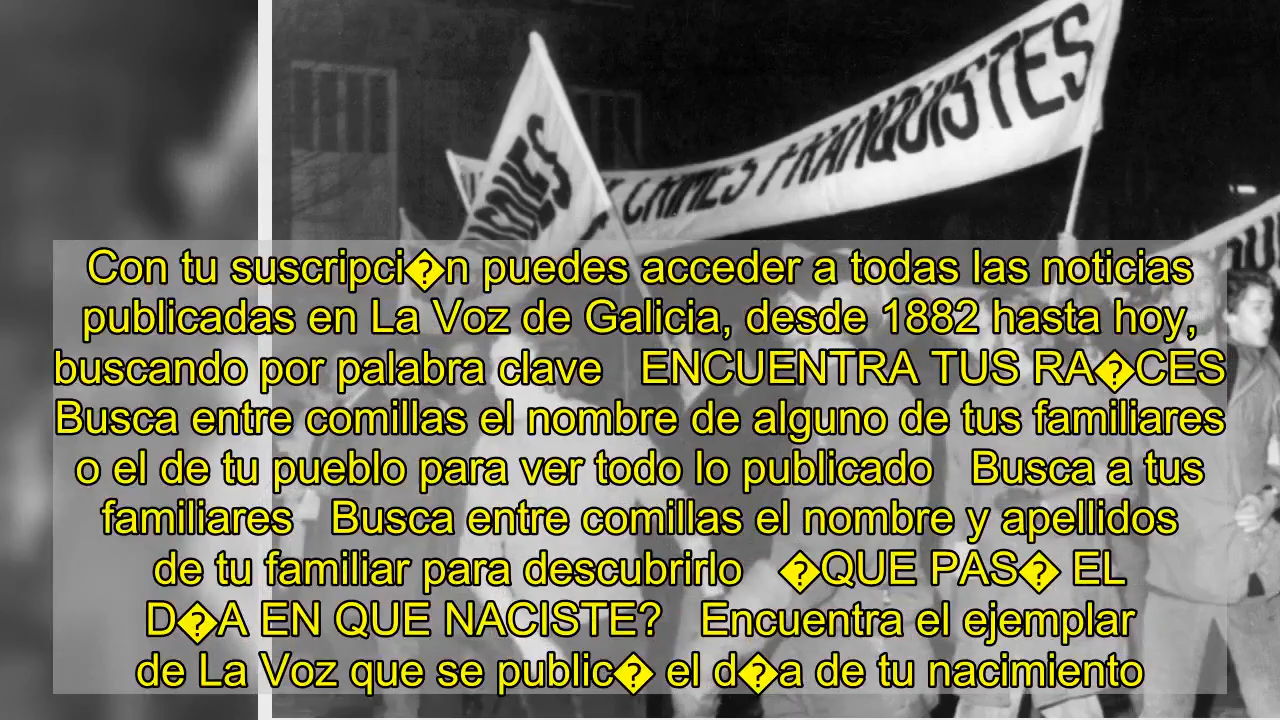 CRIMES FRANQUISTES
Con tu suscripci�n puedes acceder a todas las noticias
publicadas en La Voz de Galicia, desde 1882 hasta hoy,
buscando por palabra clave   ENCUENTRA TUS RA�CES
Busca entre comillas el nombre de alguno de tus familiares
o el de tu pueblo para ver todo lo publicado   Busca a tus
familiares   Busca entre comillas el nombre y apellidos
de tu familiar para descubrirlo   �QUE PAS� EL
D�A EN QUE NACISTE?   Encuentra el ejemplar
de La Voz que se public� el d�a de tu nacimiento